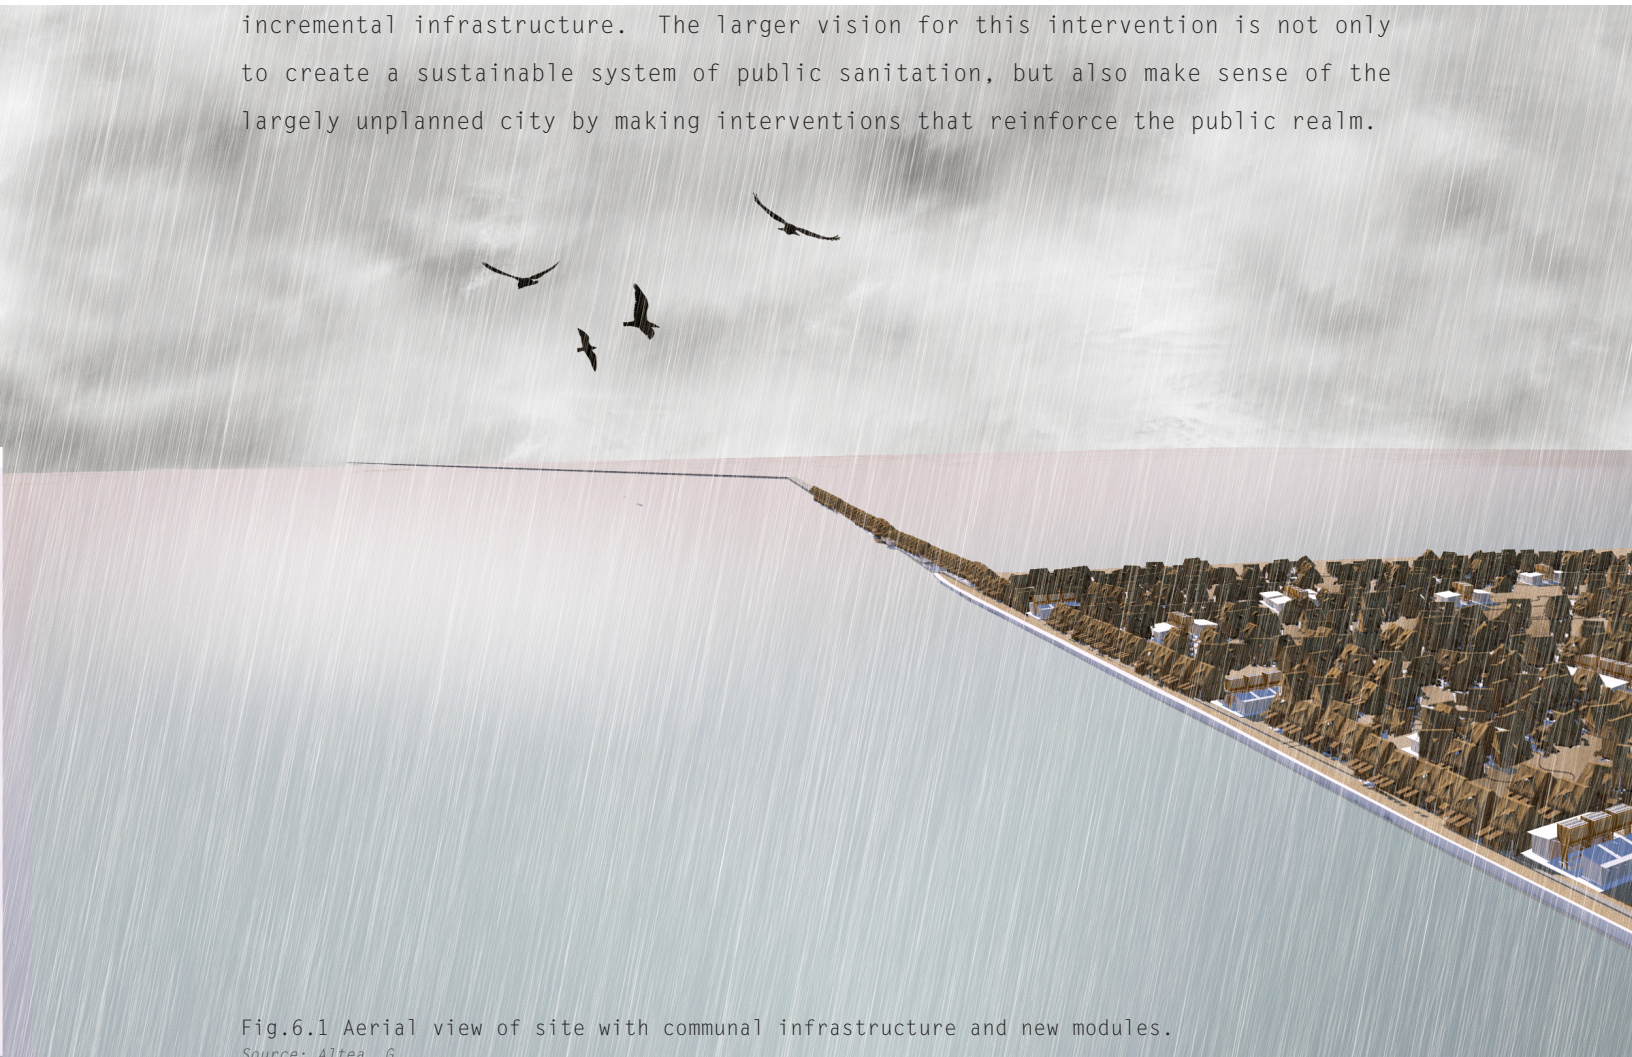 incremental infrastructure. The larger vision for this intervention is not only
to create a sustainable system of public sanitation, but also make sense of the
largely unplanned city by making interventions that reinforce the public realm.
Fig.6.1 Aerial view of site with communal infrastructure and new modules.
Source: Altea, G